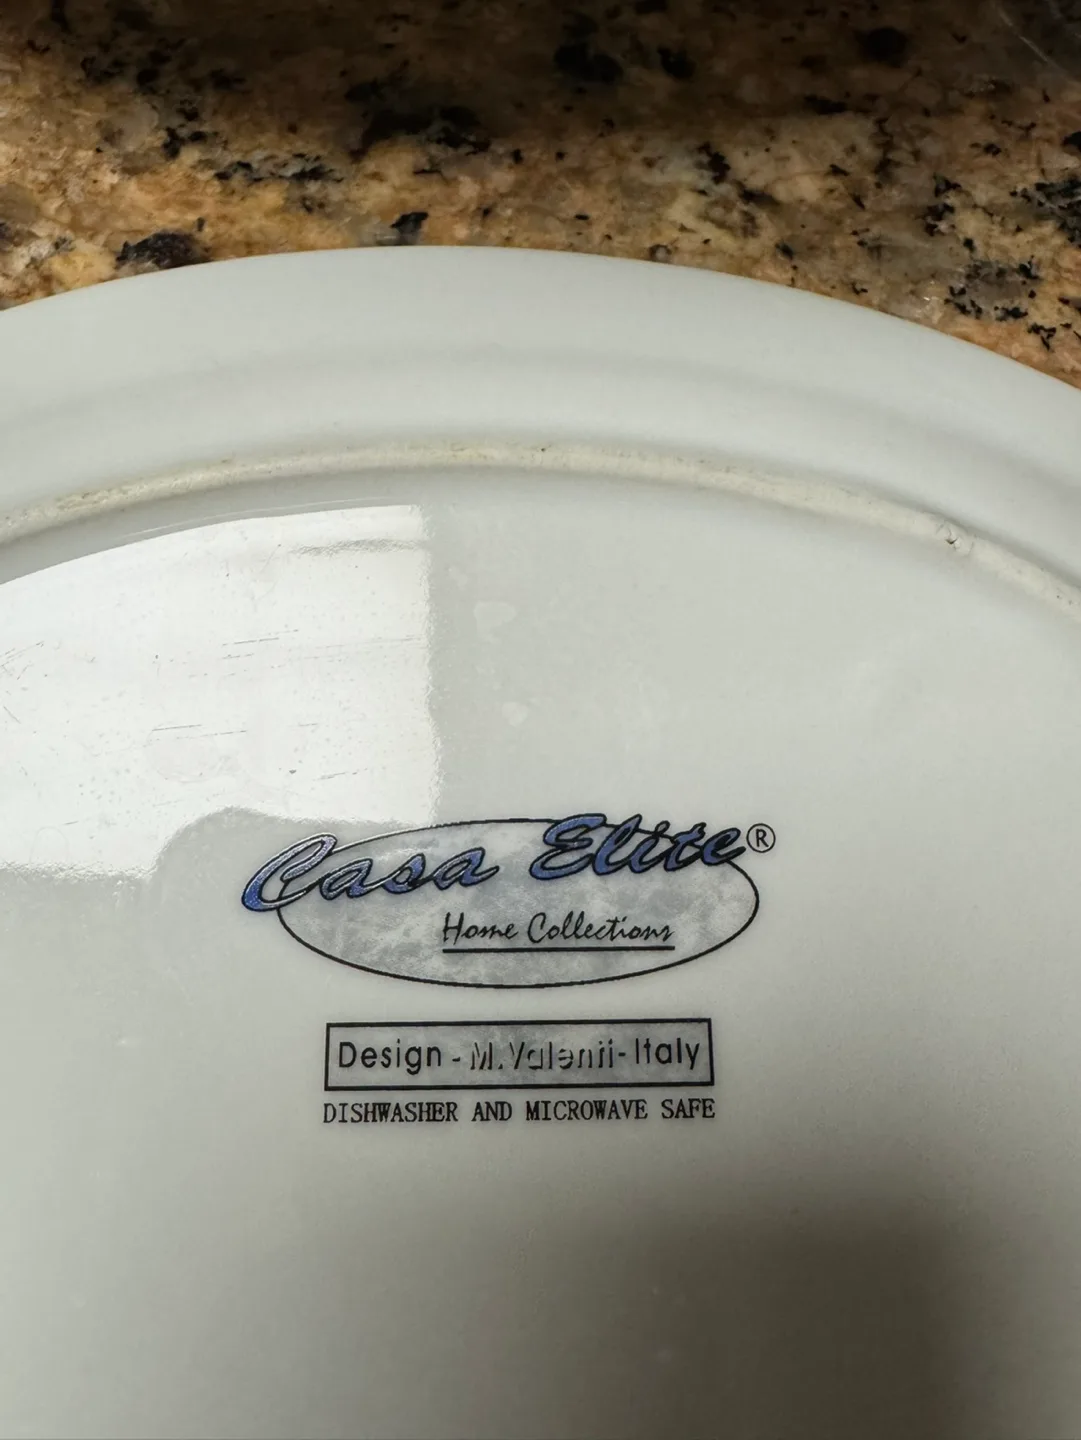 Casa Elite®
Home Collections
Design - M. Valenti - Italy
DISHWASHER AND MICROWAVE SAFE